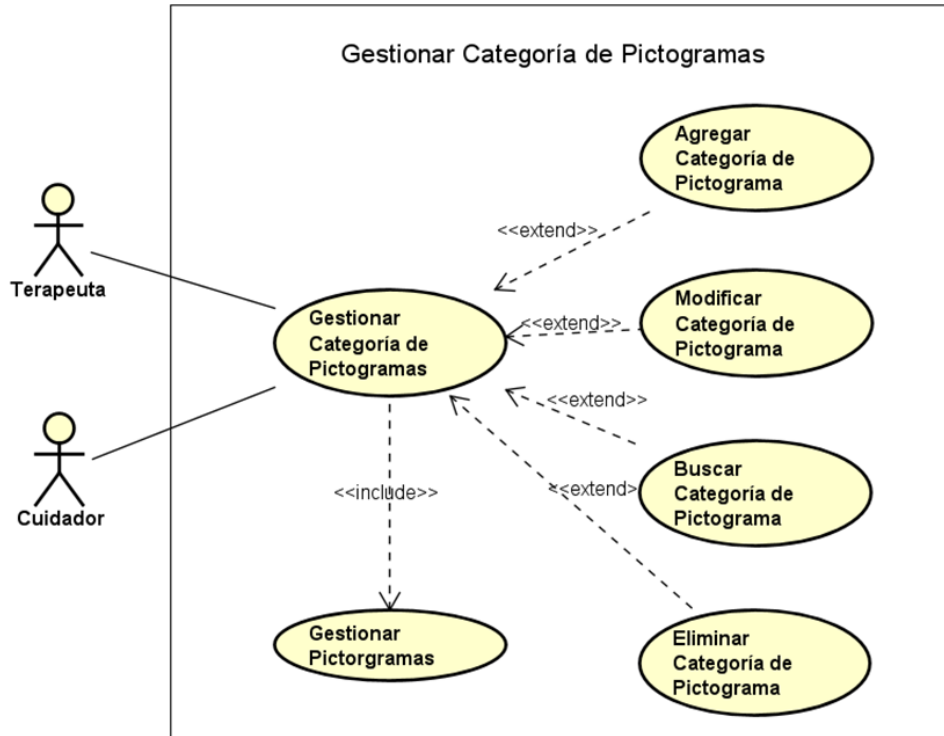 Gestionar Categoría de Pictogramas
Agregar
Categoría de
Pictograma
<<extend>>
Terapeuta
Gestionar
Categoría de
Pictogramas
<<extend>>
Modificar
Categoría de
Pictograma
<<extend>>
Buscar
Categoría de
Pictograma
Cuidador
<<include>>
<<extend>
Gestionar
Pictorgramas
Eliminar
Categoría de
Pictograma